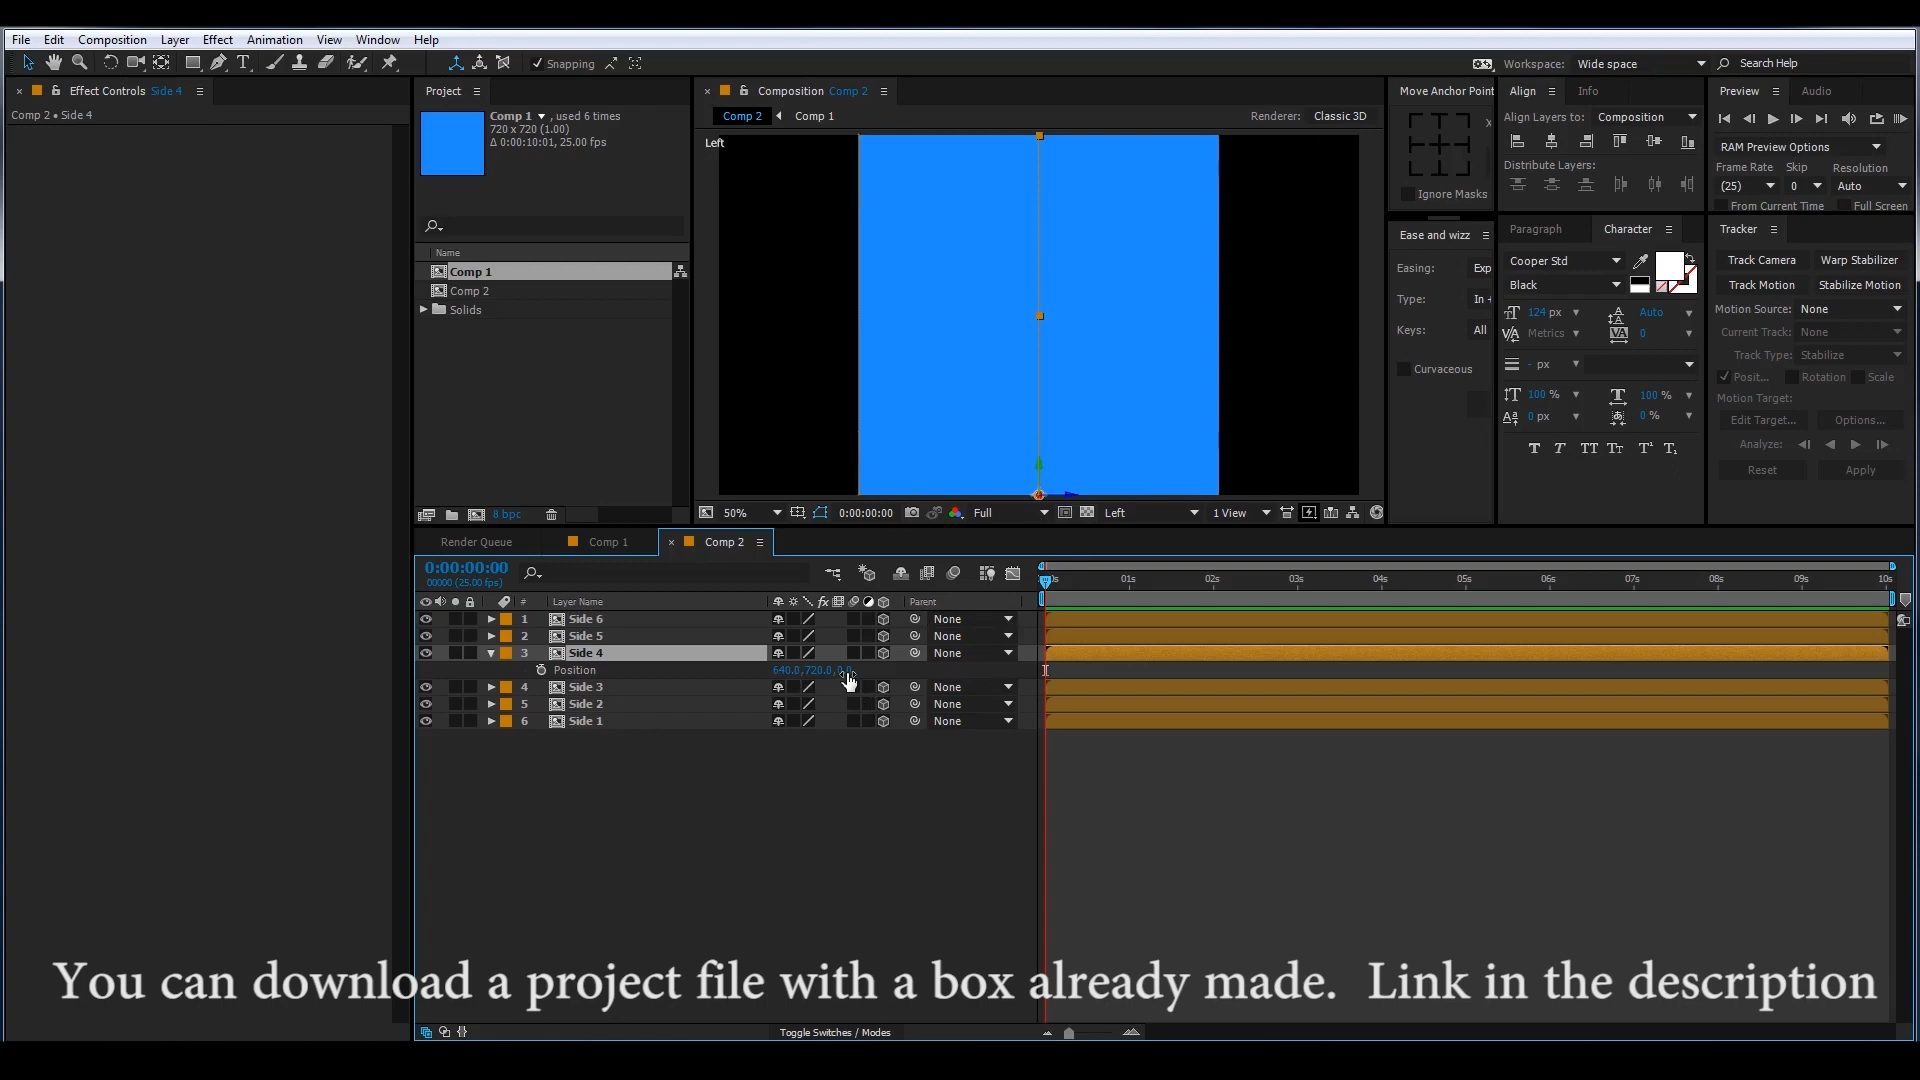 File Edit Composition Layer Effect Animation View Window Help
Snapping
Workspace: Wide space Search Help
Effect Controls Side 4
Comp 2 • Side 4
Project
Comp 1 , used 6 times
720 x 720 (1.00)
Δ 0:00:10:01, 25.00 fps
Name
Comp 1
Comp 2
Solids
8 bpc
Composition Comp 2
Comp 2 Comp 1
Renderer: Classic 3D
Left
50% 0:00:00:00 Full Left 1 View
Move Anchor Point
Ignore Masks
Ease and wizz
Easing: Exp
Type: In
Keys: All
Curvaceous
Align Info
Align Layers to: Composition
Distribute Layers:
Paragraph Character
Cooper Std
Black
124 px Auto
Metrics 0
- px
100 % 100 %
0 px 0 %
Preview Audio
RAM Preview Options
Frame Rate Skip Resolution
(25) 0 Auto
From Current Time Full Screen
Tracker
Track Camera Warp Stabilizer
Track Motion Stabilize Motion
Motion Source: None
Current Track: None
Track Type: Stabilize
Posit... Rotation Scale
Motion Target:
Edit Target... Options...
Analyze:
Reset Apply
Render Queue Comp 1 Comp 2
0:00:00:00
00000 (25.00 fps)
01s 02s 03s 04s 05s 06s 07s 08s 09s 10s
# Layer Name Parent
1 Side 6 None
2 Side 5 None
3 Side 4 None
Position 640.0,720.0,0.0
4 Side 3 None
5 Side 2 None
6 Side 1 None
You can download a project file with a box already made. Link in the description
Toggle Switches / Modes